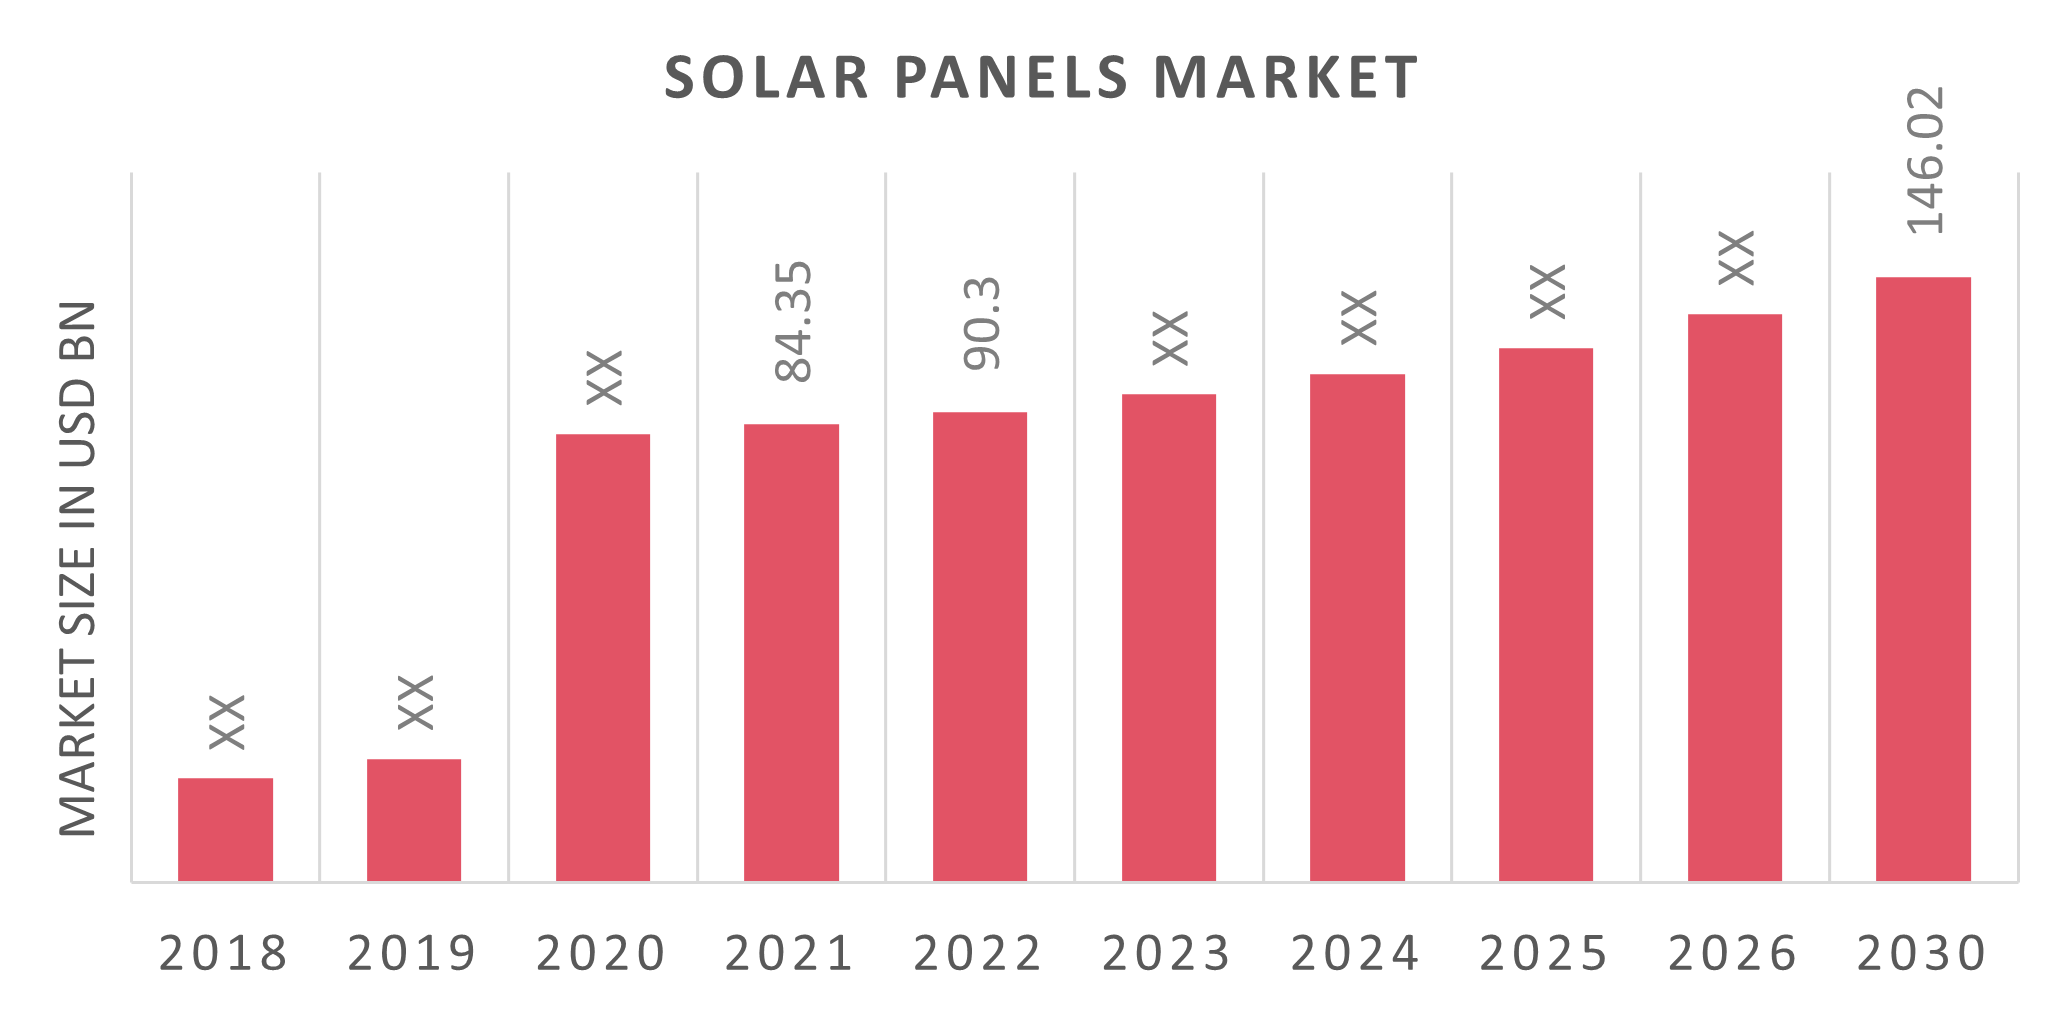 SOLAR PANELS MARKET
MARKET SIZE IN USD BN
XX
XX
XX
84.35
90.3
XX
XX
XX
XX
146.02
2018
2019
2020
2021
2022
2023
2024
2025
2026
2030